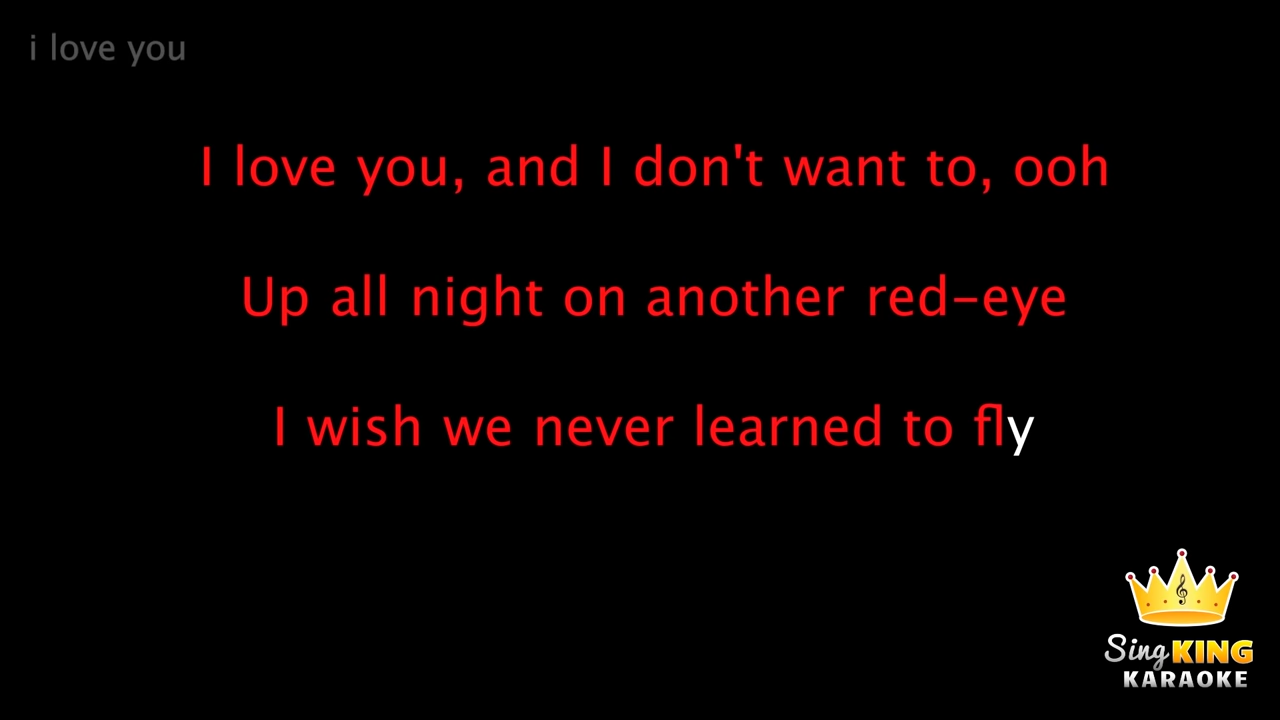 i love you
I love you, and I don't want to, ooh
Up all night on another red-eye
I wish we never learned to fly
Sing KING
KARAOKE